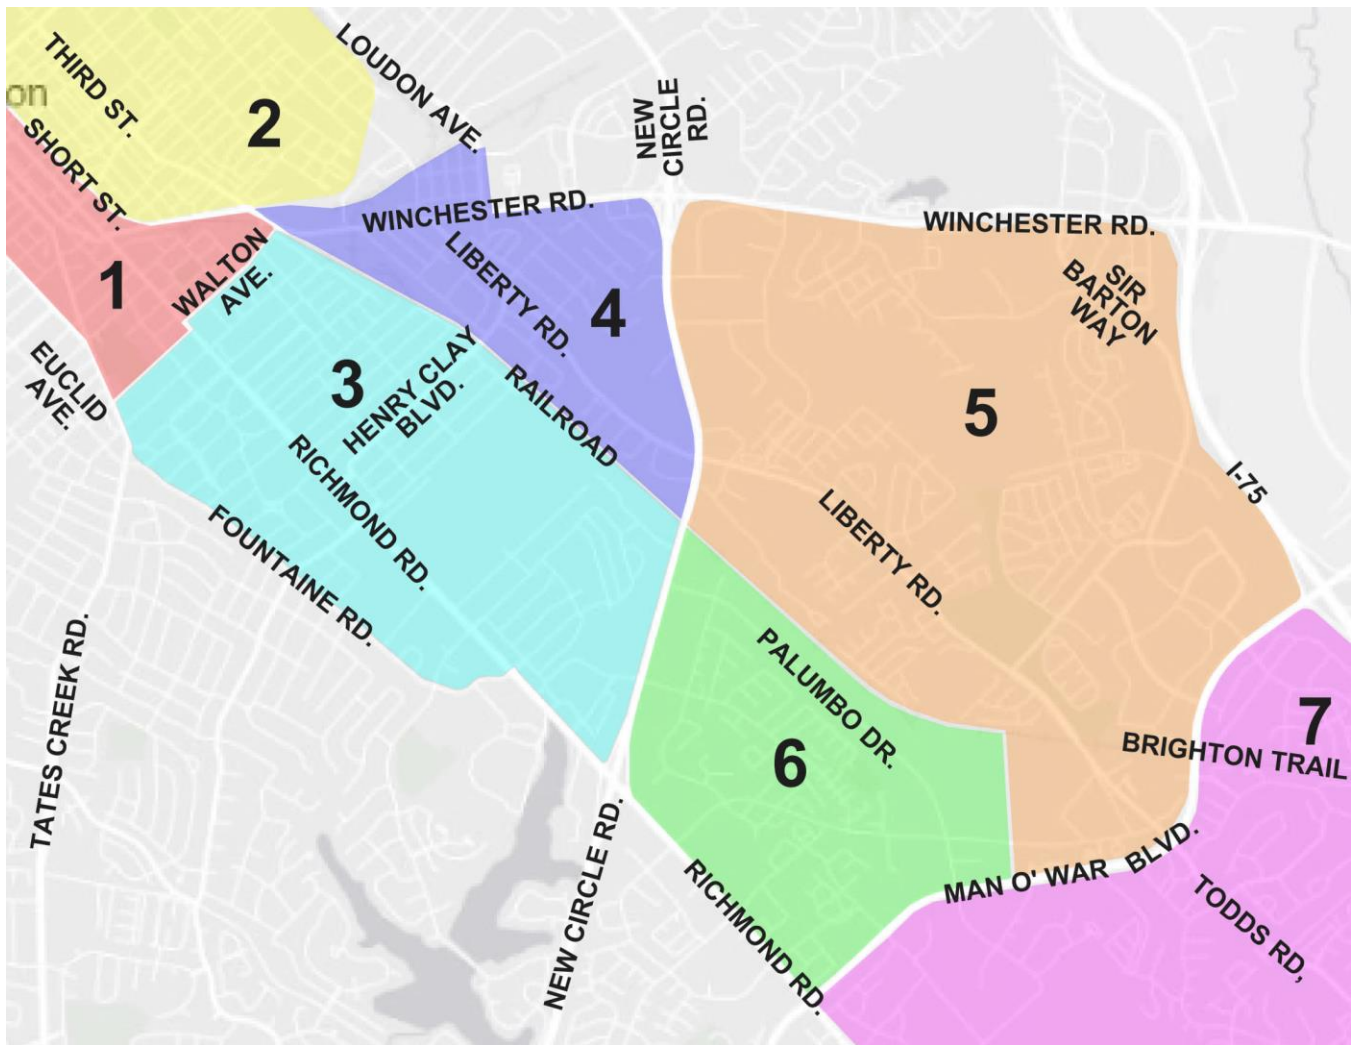 LOUDON AVE.
THIRD ST.
on
2
NEW
CIRCLE
RD.
SHORT ST.
WINCHESTER RD.
WINCHESTER RD.
WALTON
AVE.
1
LIBERTY RD.
4
SIR
BARTON
WAY
EUCLID
AVE.
3
HENRY CLAY
BLVD.
RAILROAD
5
RICHMOND RD.
I-75
LIBERTY RD.
FOUNTAINE RD.
TATES CREEK RD.
PALUMBO DR.
6
7
BRIGHTON TRAIL
NEW CIRCLE RD.
MAN O' WAR BLVD.
RICHMOND RD.
TODDS RD,